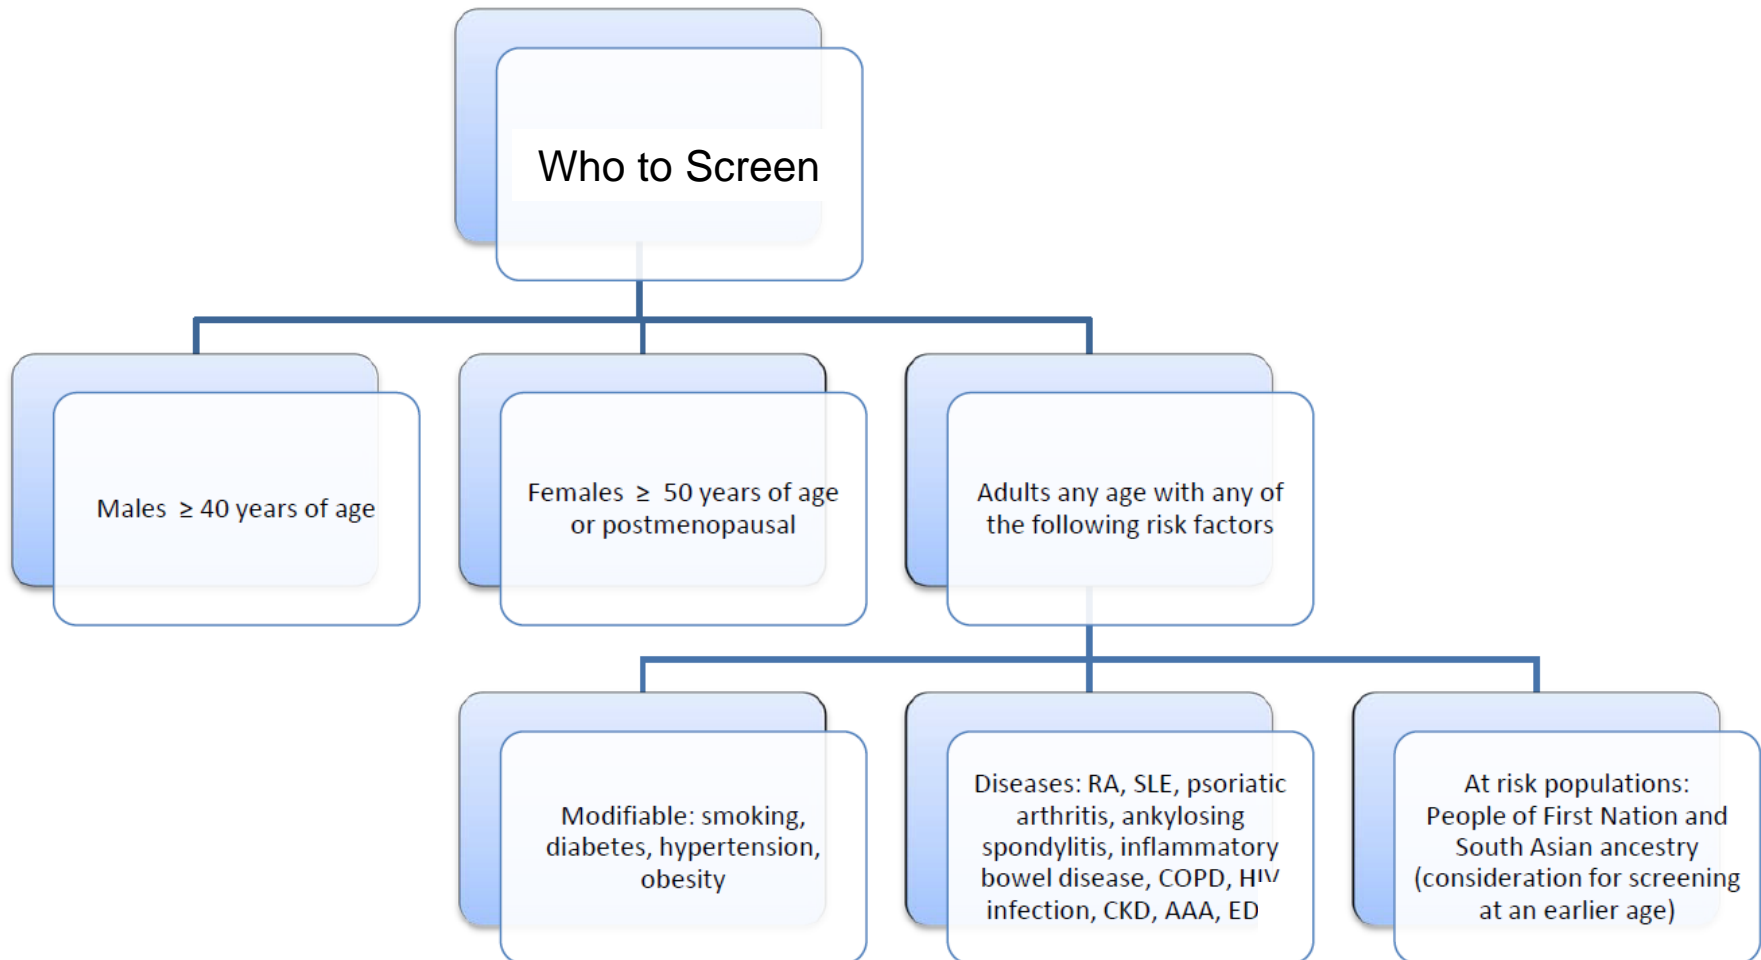 Who to Screen
Males ≥ 40 years of age
Females ≥ 50 years of age
or postmenopausal
Adults any age with any of
the following risk factors
Modifiable: smoking,
diabetes, hypertension,
obesity
Diseases: RA, SLE, psoriatic
arthritis, ankylosing
spondylitis, inflammatory
bowel disease, COPD, HIV
infection, CKD, AAA, ED
At risk populations:
People of First Nation and
South Asian ancestry
(consideration for screening
at an earlier age)